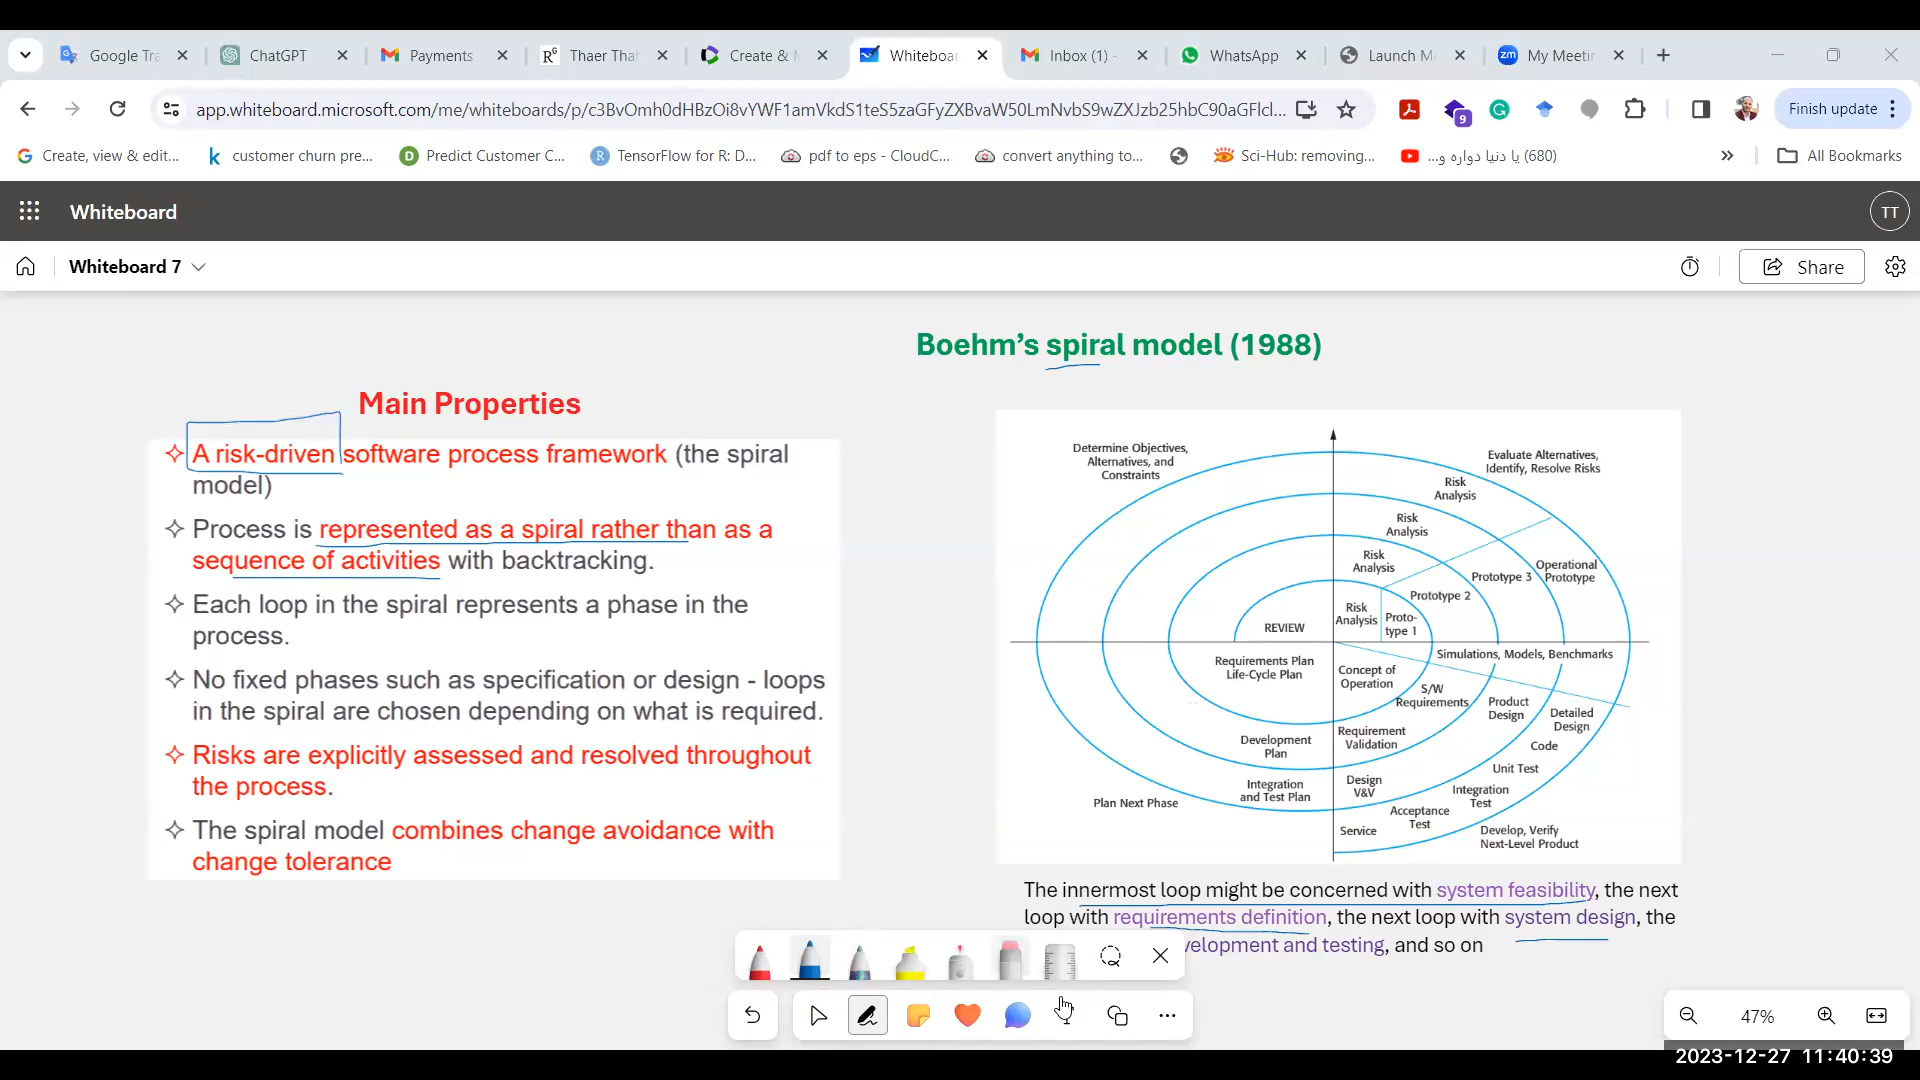 Google Tra
ChatGPT
Payments
Thaer Tha
Create & M
Whiteboar
Inbox (1) -
WhatsApp
Launch M
My Meetin
app.whiteboard.microsoft.com/me/whiteboards/p/c3BvOmh0dHBzOi8vYWF1amVkdS1teS5zaGFyZXBvaW50LmNvbS9wZXJzb25hbC90aGFlcl...
9
Finish update
Create, view & edit...
customer churn pre...
Predict Customer C...
TensorFlow for R: D...
pdf to eps - CloudC...
convert anything to...
Sci-Hub: removing...
(680) يا دنيا دواره و...
All Bookmarks
Whiteboard
TT
Whiteboard 7
Share
Boehm's spiral model (1988)
Main Properties
A risk-driven software process framework (the spiral
model)
Process is represented as a spiral rather than as a
sequence of activities with backtracking.
Each loop in the spiral represents a phase in the
process.
No fixed phases such as specification or design - loops
in the spiral are chosen depending on what is required.
Risks are explicitly assessed and resolved throughout
the process.
The spiral model combines change avoidance with
change tolerance
Determine Objectives,
Alternatives, and
Constraints
Evaluate Alternatives,
Identify, Resolve Risks
Risk
Analysis
Risk
Analysis
Risk
Analysis
Risk
Analysis
Proto-
type 1
Prototype 2
Prototype 3
Operational
Prototype
REVIEW
Requirements Plan
Life-Cycle Plan
Concept of
Operation
Simulations, Models, Benchmarks
S/W
Requirements
Product
Design
Detailed
Design
Development
Plan
Requirement
Validation
Code
Unit Test
Integration
and Test Plan
Design
V&V
Integration
Test
Plan Next Phase
Acceptance
Test
Service
Develop, Verify
Next-Level Product
The innermost loop might be concerned with system feasibility, the next
loop with requirements definition, the next loop with system design, the
velopment and testing, and so on
47%
2023-12-27 11:40:39